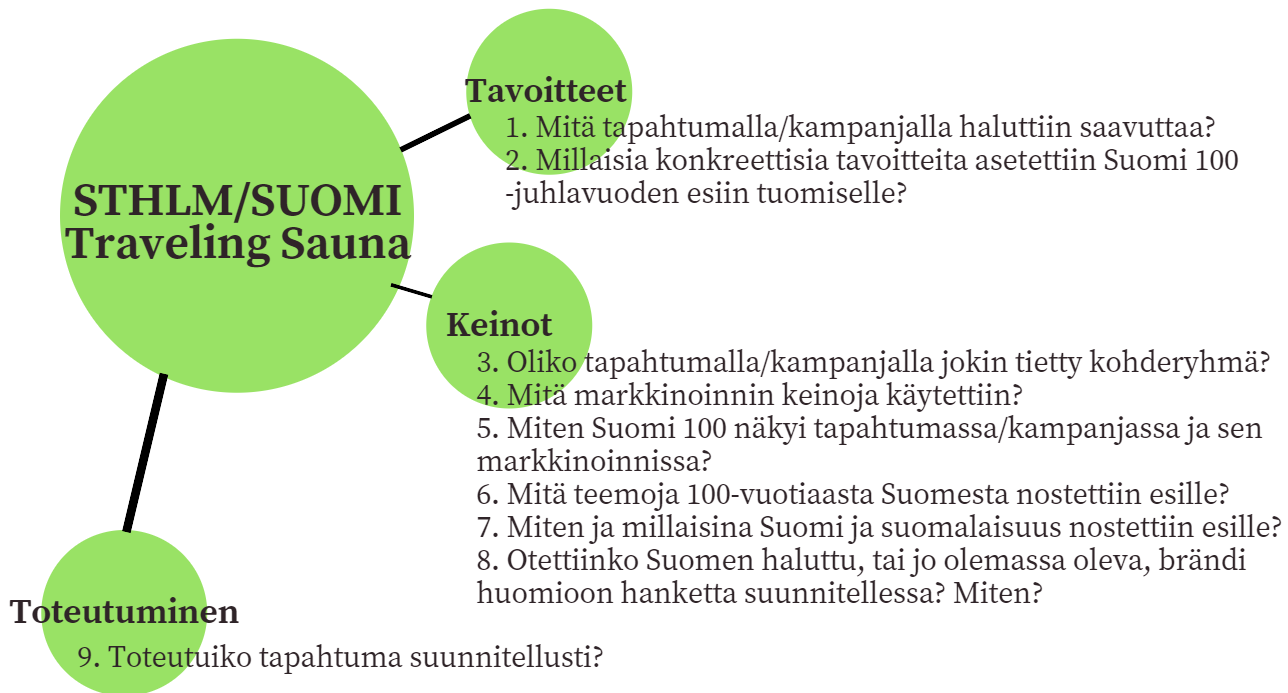 STHLM/SUOMI
Traveling Sauna
Tavoitteet
1. Mitä tapahtumalla/kampanjalla haluttiin saavuttaa?
2. Millaisia konkreettisia tavoitteita asetettiin Suomi 100
-juhlavuoden esiin tuomiselle?
Keinot
3. Oliko tapahtumalla/kampanjalla jokin tietty kohderyhmä?
4. Mitä markkinoinnin keinoja käytettiin?
5. Miten Suomi 100 näkyi tapahtumassa/kampanjassa ja sen
markkinoinnissa?
6. Mitä teemoja 100-vuotiaasta Suomesta nostettiin esille?
7. Miten ja millaisina Suomi ja suomalaisuus nostettiin esille?
8. Otettiinko Suomen haluttu, tai jo olemassa oleva, brändi
huomioon hanketta suunnitellessa? Miten?
Toteutuminen
9. Toteutuiko tapahtuma suunnitellusti?